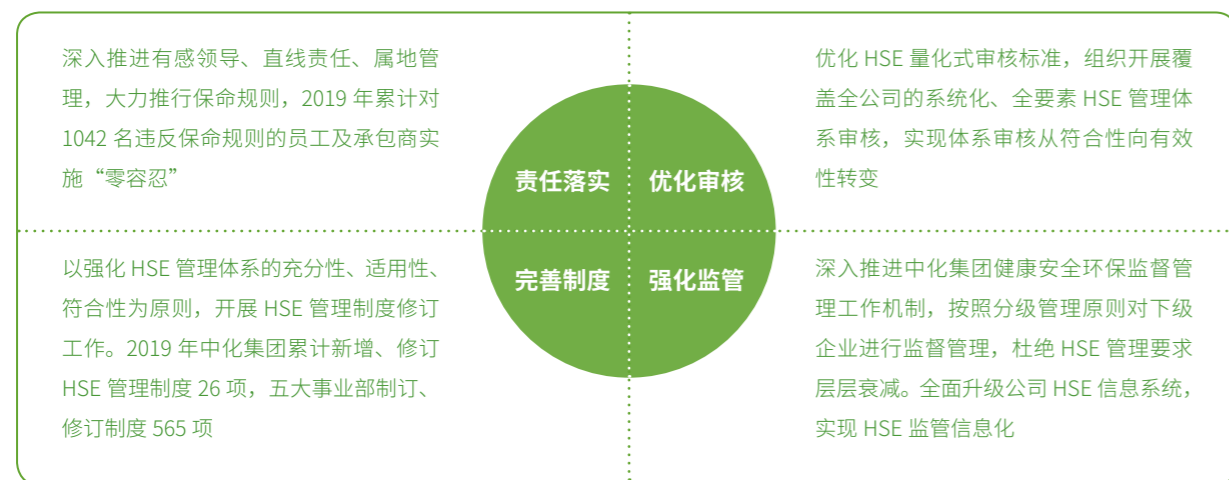 深入推进有感领导、直线责任、属地管
理，大力推行保命规则，2019 年累计对
1042 名违反保命规则的员工及承包商实
施“零容忍”
优化 HSE 量化式审核标准，组织开展覆
盖全公司的系统化、全要素 HSE 管理体
系审核，实现体系审核从符合性向有效
性转变
责任落实
优化审核
完善制度
强化监管
以强化 HSE 管理体系的充分性、适用性、
符合性为原则，开展 HSE 管理制度修订
工作。2019 年中化集团累计新增、修订
HSE 管理制度 26 项，五大事业部制订、
修订制度 565 项
深入推进中化集团健康安全环保监督管
理工作机制，按照分级管理原则对下级
企业进行监督管理，杜绝 HSE 管理要求
层层衰减。全面升级公司 HSE 信息系统，
实现 HSE 监管信息化